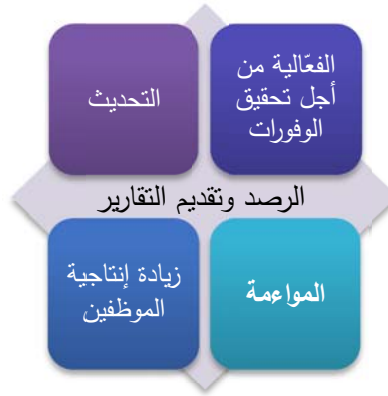 الفعّالية من
أجل تحقيق
الوفورات
التحديث
الرصد وتقديم التقارير
المواءمة
زيادة إنتاجية
الموظفين